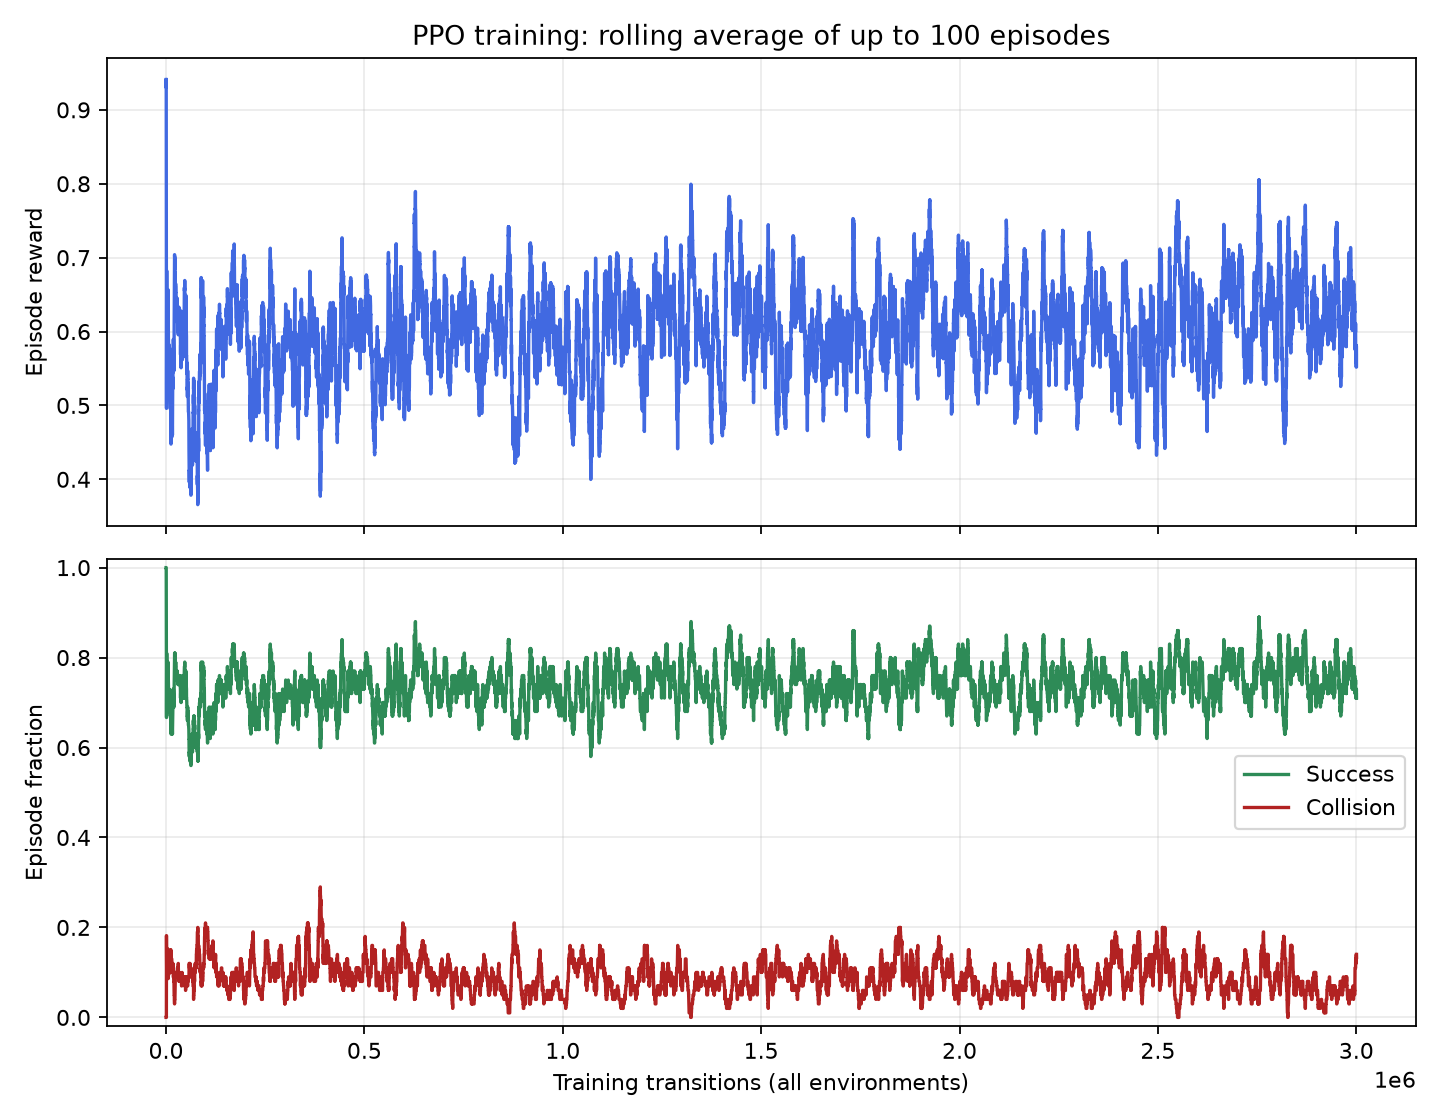 PPO training: rolling average of up to 100 episodes
Episode reward
0.9
0.8
0.7
0.6
0.5
0.4
Episode fraction
1.0
0.8
0.6
0.4
0.2
0.0
Success
Collision
0.0 0.5 1.0 1.5 2.0 2.5 3.0
1e6
Training transitions (all environments)